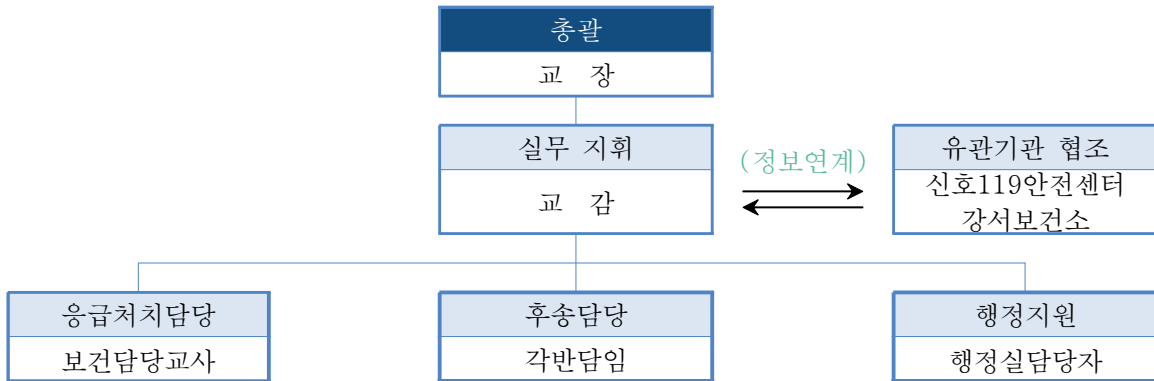 총괄
교 장
실무 지휘
교 감
(정보연계)
유관기관 협조
신호119안전센터
강서보건소
응급처치담당
보건담당교사
후송담당
각반담임
행정지원
행정실담당자